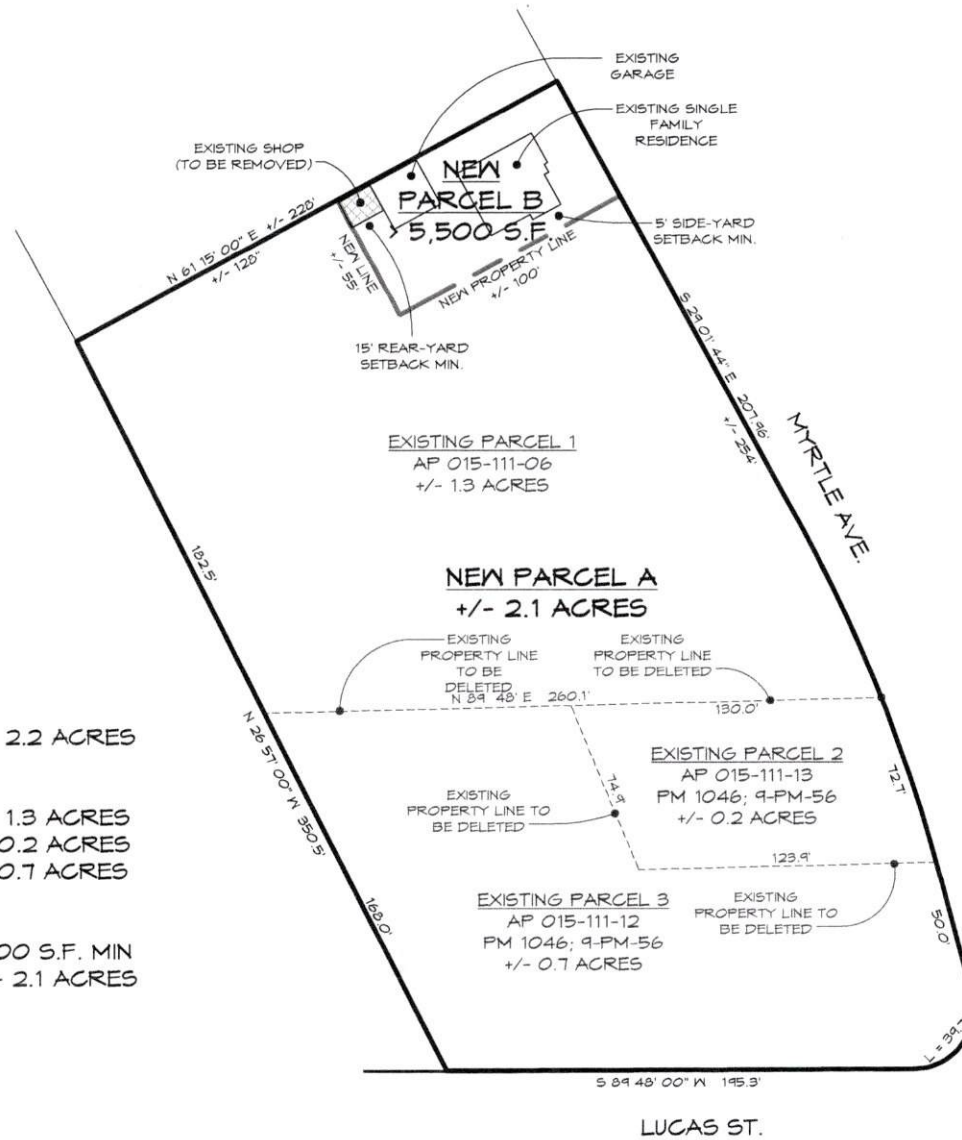 EXISTING
GARAGE
EXISTING SINGLE
FAMILY
RESIDENCE
EXISTING SHOP
(TO BE REMOVED)
NEW
PARCEL B
5,500 S.F.
5' SIDE-YARD
SETBACK MIN.
N 61 15' 00" E +/- 228'
+/- 128'
NEW LINE
+/- 55'
NEW PROPERTY LINE
+/- 100'
15' REAR-YARD
SETBACK MIN.
S 29 01' 44" E 207.96'
+/- 254'
MYRTLE AVE.
EXISTING PARCEL 1
AP 015-111-06
+/- 1.3 ACRES
182.5'
NEW PARCEL A
+/- 2.1 ACRES
EXISTING
PROPERTY LINE
TO BE
DELETED
EXISTING
PROPERTY LINE
TO BE DELETED
N 89 48' E 260.1'
130.0'
2.2 ACRES
1.3 ACRES
0.2 ACRES
0.7 ACRES
00 S.F. MIN
- 2.1 ACRES
N 26 57' 00" W 350.5'
EXISTING PARCEL 2
AP 015-111-13
PM 1046; 9-PM-56
+/- 0.2 ACRES
72.7'
74.9'
EXISTING
PROPERTY LINE TO
BE DELETED
123.9'
EXISTING PARCEL 3
AP 015-111-12
PM 1046; 9-PM-56
+/- 0.7 ACRES
EXISTING
PROPERTY LINE TO
BE DELETED
168.0'
50.0'
L = 39.7
S 89 48' 00" W 195.3'
LUCAS ST.